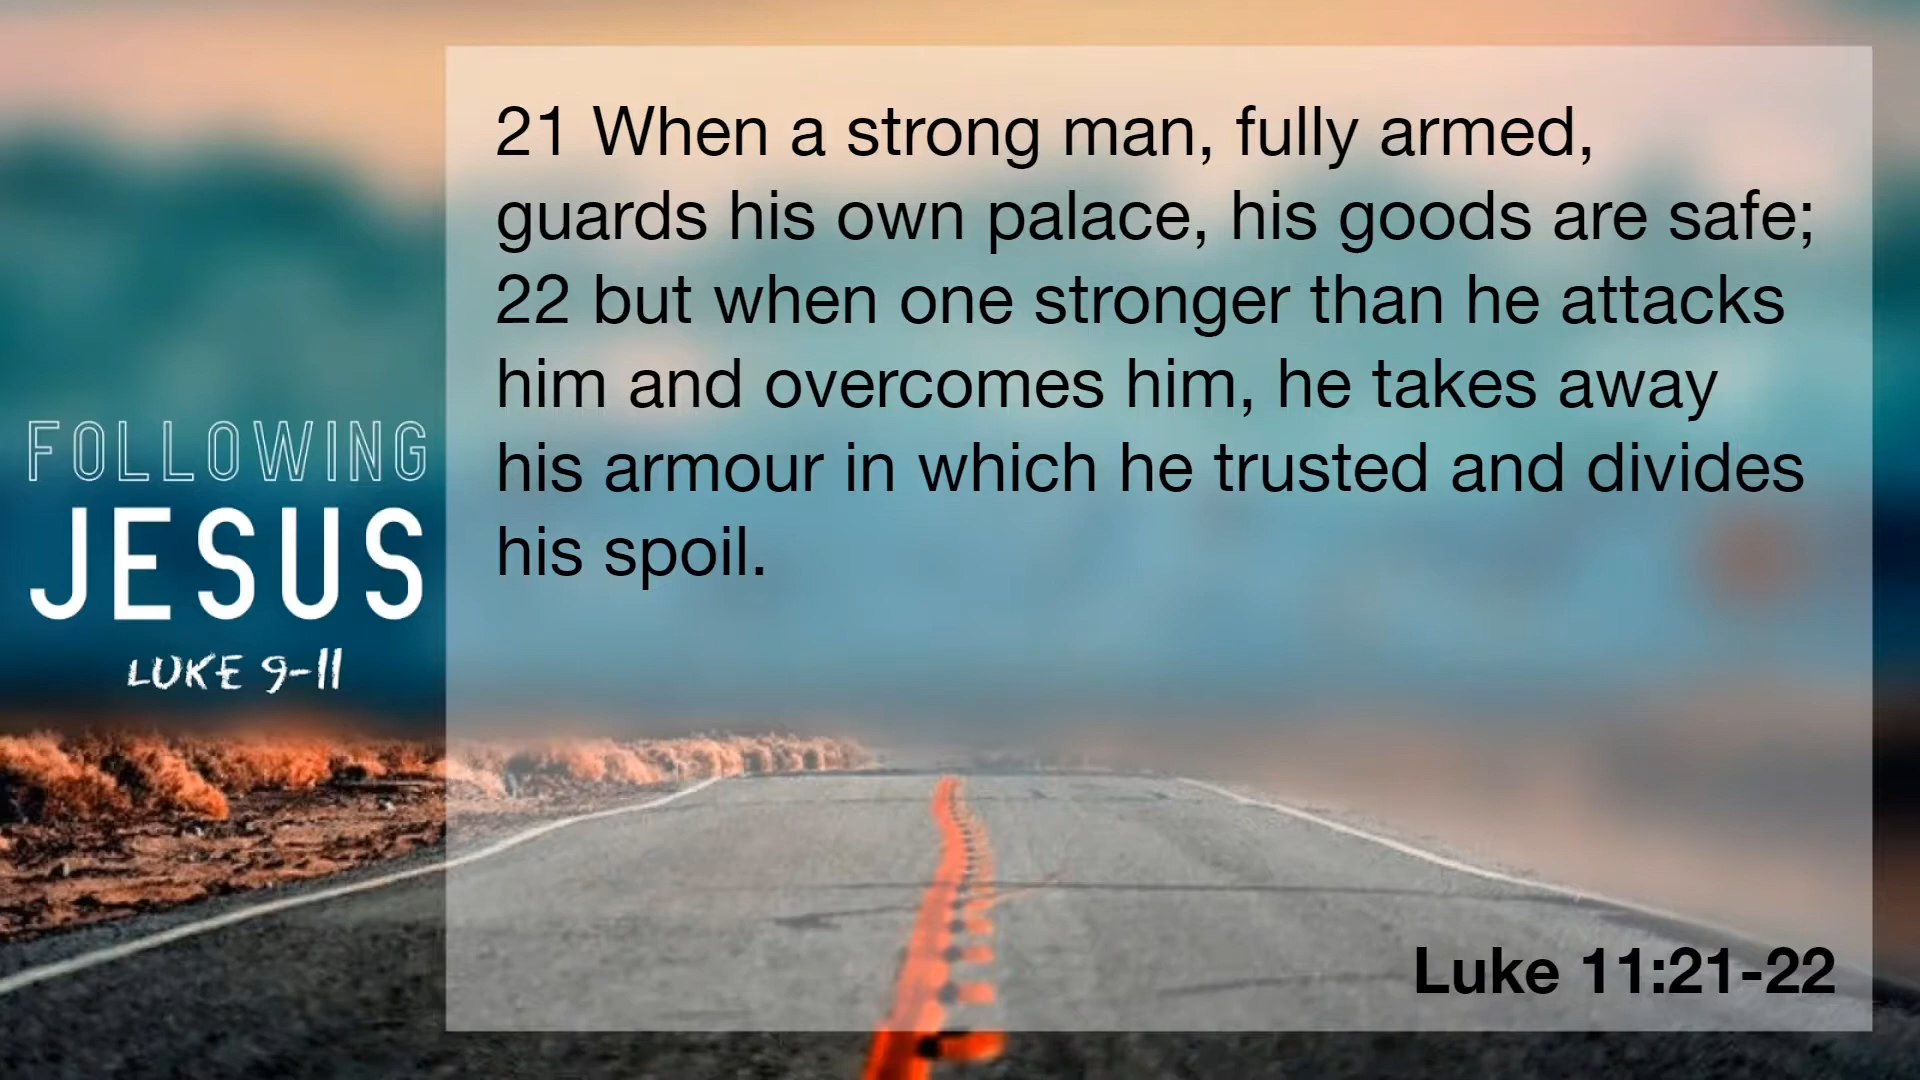 FOLLOWING
JESUS
LUKE 9-11
21 When a strong man, fully armed,
guards his own palace, his goods are safe;
22 but when one stronger than he attacks
him and overcomes him, he takes away
his armour in which he trusted and divides
his spoil.
Luke 11:21-22